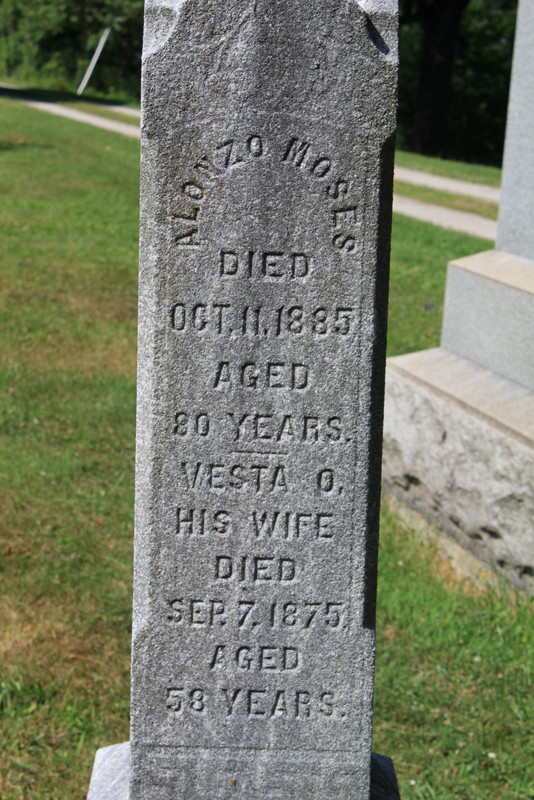 ALONZO MOSES
DIED
OCT. 11, 1885
AGED
80 YEARS.
VESTA O.
HIS WIFE
DIED
SEP. 7, 1875,
AGED
58 YEARS.